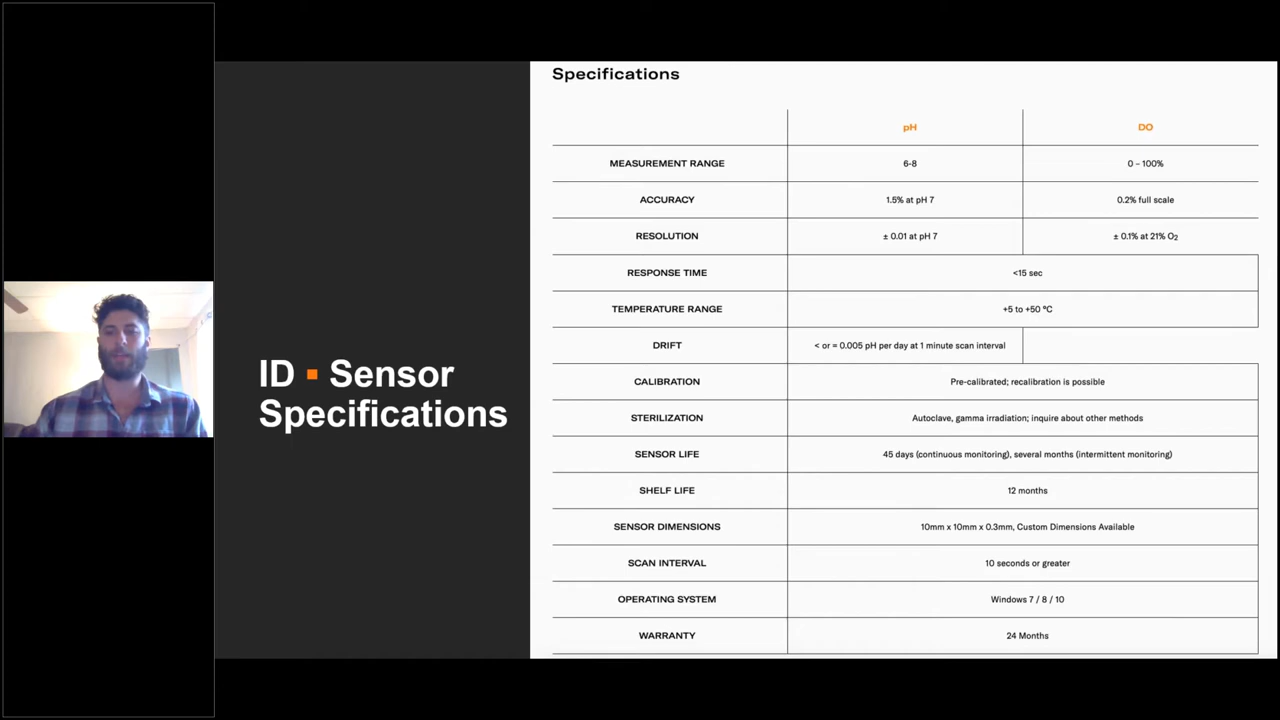 Specifications
pH DO
MEASUREMENT RANGE 6-8 0 – 100%
ACCURACY 1.5% at pH 7 0.2% full scale
RESOLUTION ± 0.01 at pH 7 ± 0.1% at 21% O₂
RESPONSE TIME <15 sec
TEMPERATURE RANGE +5 to +50 °C
DRIFT < or = 0.005 pH per day at 1 minute scan interval
CALIBRATION Pre-calibrated; recalibration is possible
STERILIZATION Autoclave, gamma irradiation; inquire about other methods
SENSOR LIFE 45 days (continuous monitoring), several months (intermittent monitoring)
SHELF LIFE 12 months
SENSOR DIMENSIONS 10mm x 10mm x 0.3mm, Custom Dimensions Available
SCAN INTERVAL 10 seconds or greater
OPERATING SYSTEM Windows 7 / 8 / 10
WARRANTY 24 Months
ID ▪ Sensor
Specifications